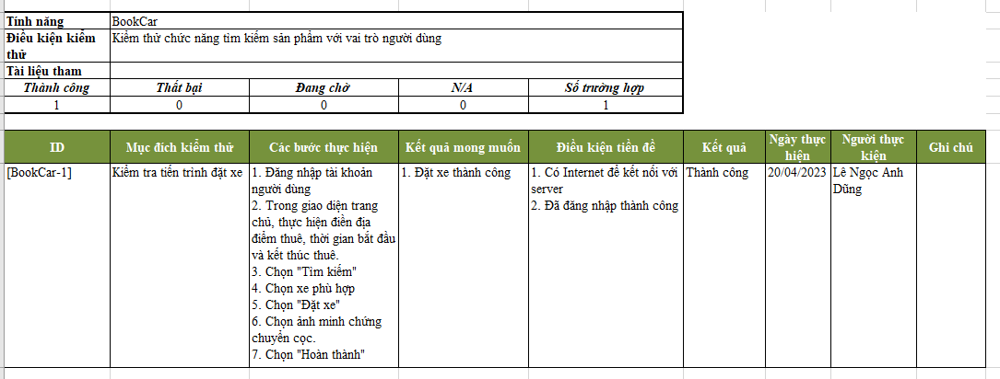 Tính năng BookCar
Điều kiện kiểm thử Kiểm thử chức năng tìm kiếm sản phẩm với vai trò người dùng
Tài liệu tham
Thành công Thất bại Đang chờ N/A Số trường hợp
1 0 0 0 1
ID Mục đích kiểm thử Các bước thực hiện Kết quả mong muốn Điều kiện tiền đề Kết quả Ngày thực hiện Người thực kiện Ghi chú
[BookCar-1]
Kiểm tra tiến trình đặt xe
1. Đăng nhập tài khoản
người dùng
2. Trong giao diện trang
chủ, thực hiện điền địa
điểm thuê, thời gian bắt đầu
và kết thúc thuê.
3. Chọn "Tìm kiếm"
4. Chọn xe phù hợp
5. Chọn "Đặt xe"
6. Chọn ảnh minh chứng
chuyển cọc.
7. Chọn "Hoàn thành"
1. Đặt xe thành công
1. Có Internet để kết nối với
server
2. Đã đăng nhập thành công
Thành công
20/04/2023
Lê Ngọc Anh
Dũng